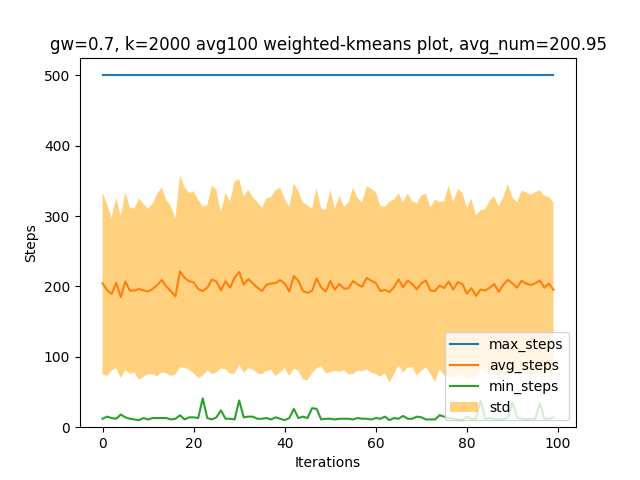 gw=0.7, k=2000 avg100 weighted-kmeans plot, avg_num=200.95
500
400
300
200
100
0
Steps
max_steps
avg_steps
min_steps
std
0 20 40 60 80 100
Iterations